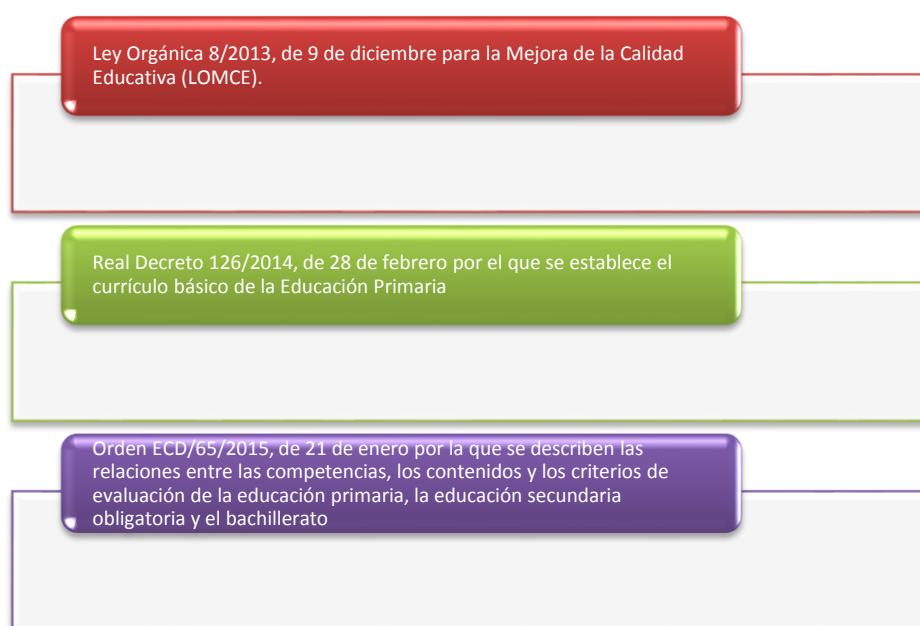 Ley Orgánica 8/2013, de 9 de diciembre para la Mejora de la Calidad
Educativa (LOMCE).
Real Decreto 126/2014, de 28 de febrero por el que se establece el
currículo básico de la Educación Primaria
Orden ECD/65/2015, de 21 de enero por la que se describen las
relaciones entre las competencias, los contenidos y los criterios de
evaluación de la educación primaria, la educación secundaria
obligatoria y el bachillerato